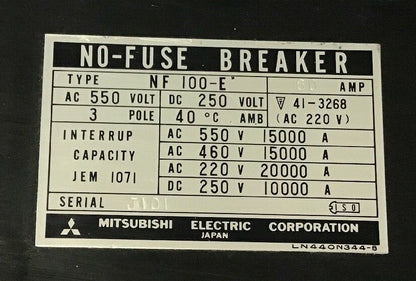 NO-FUSE BREAKER
TYPE NF 100-E AMP
AC 550 VOLT DC 250 VOLT ▽ 41-3268
3 POLE 40 °C AMB (AC 220 V)
INTERRUP CAPACITY JEM 1071
AC 550 V 15000 A
AC 460 V 15000 A
AC 220 V 20000 A
DC 250 V 10000 A
SERIAL
MITSUBISHI ELECTRIC CORPORATION
JAPAN
LN440N344-B